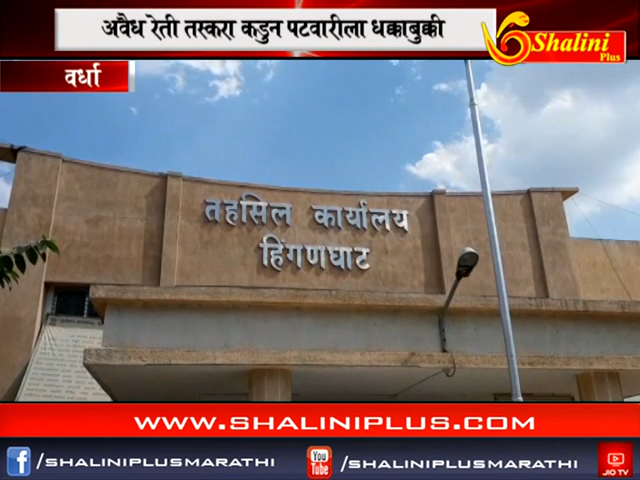 अवैध रेती तस्करा कडुन पटवारीला धक्काबुक्की
Shalini
Plus
वर्धा
तहसिल कार्यालय
हिंगणघाट
WWW.SHALINIPLUS.COM
/SHALINIPLUSMARATHI
You
Tube
/SHALINIPLUSMARATHI
JIO TV